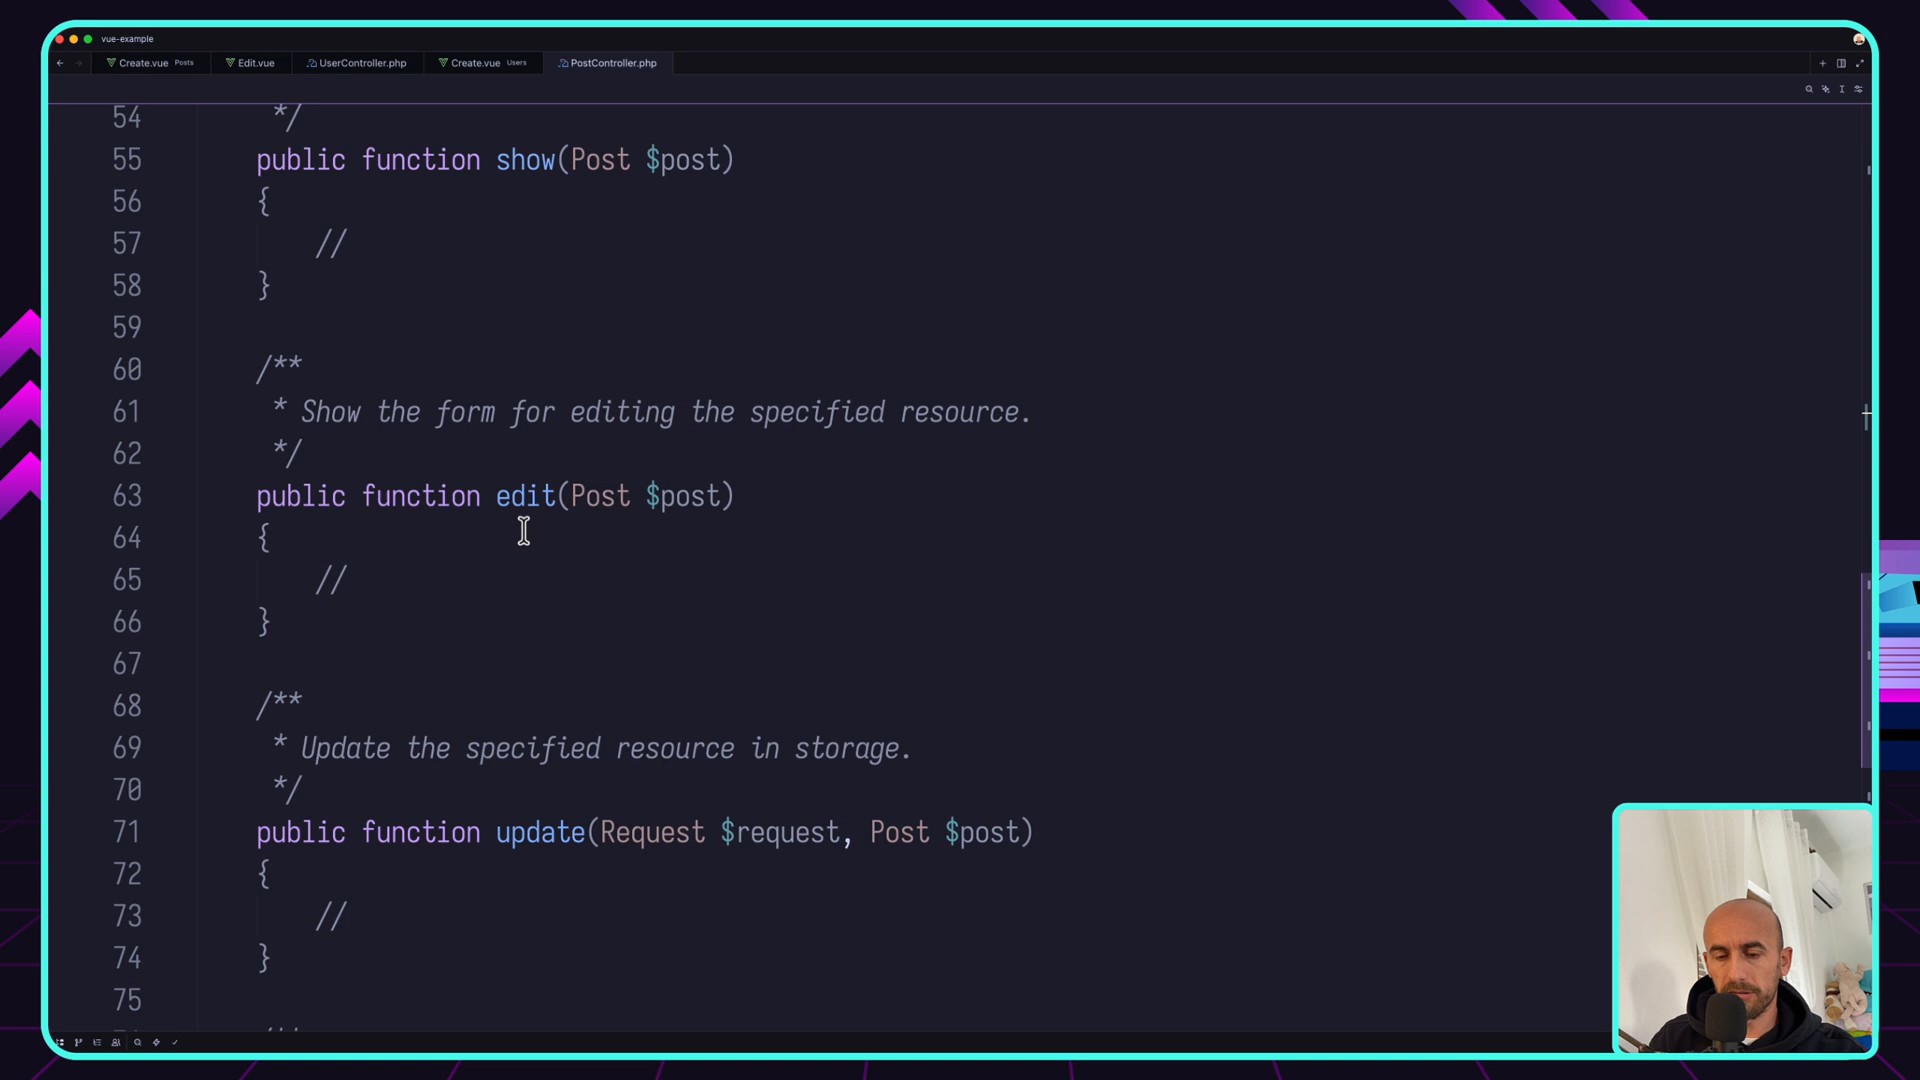 vue-example
Create.vue Posts
Edit.vue
UserController.php
Create.vue Users
PostController.php
54 */
55 public function show(Post $post)
56 {
57 //
58 }
59
60 /**
61 * Show the form for editing the specified resource.
62 */
63 public function edit(Post $post)
64 {
65 //
66 }
67
68 /**
69 * Update the specified resource in storage.
70 */
71 public function update(Request $request, Post $post)
72 {
73 //
74 }
75